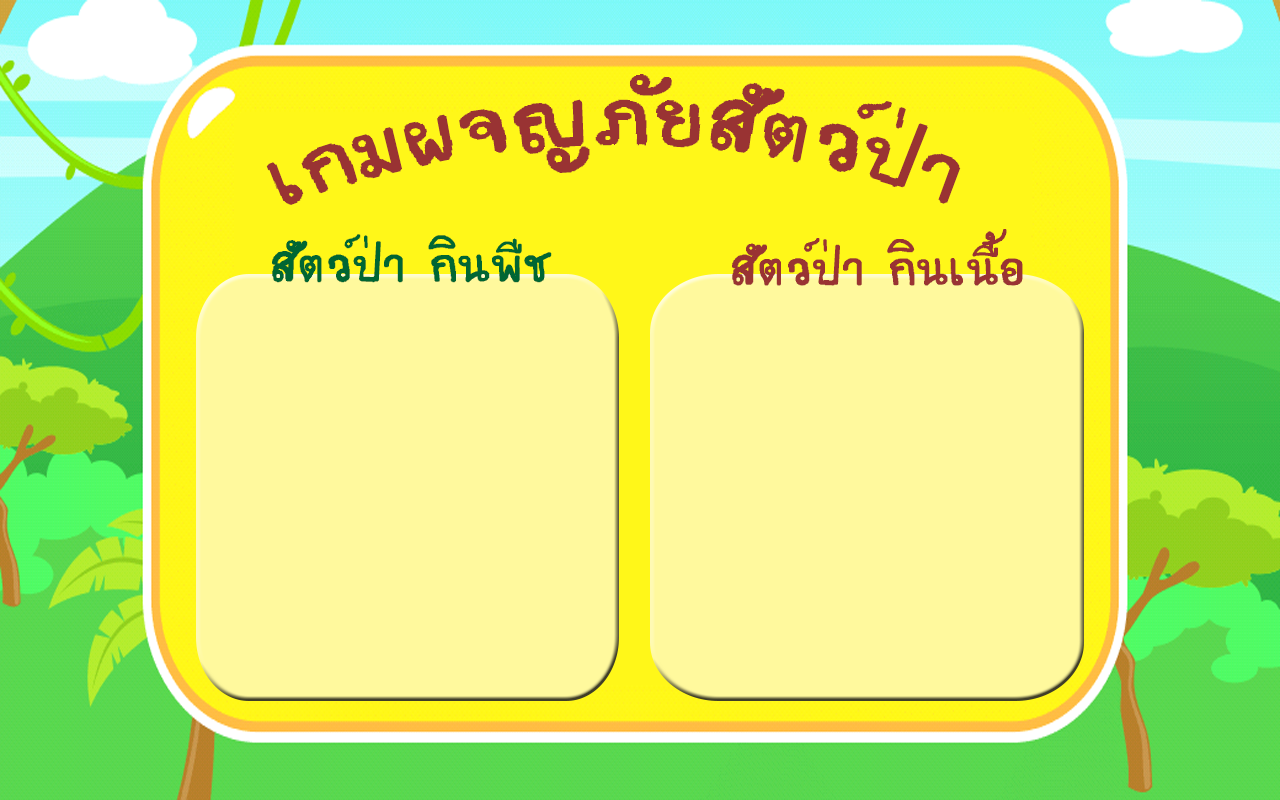 เกมผจญภัยสัตว์ป่า
สัตว์ป่า กินพืช
สัตว์ป่า กินเนื้อ